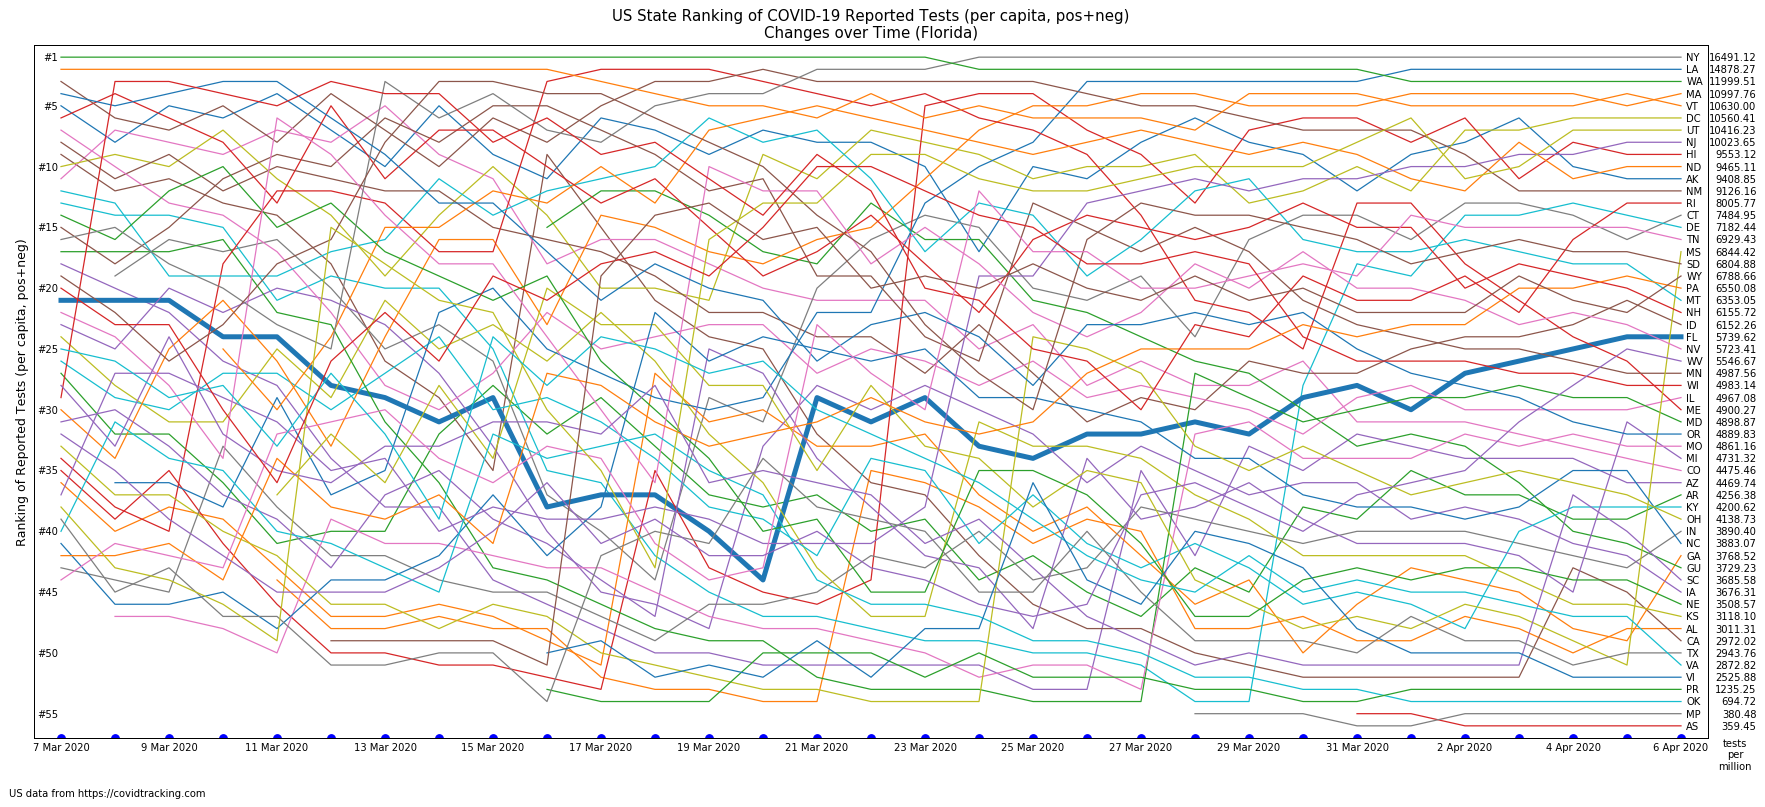 US State Ranking of COVID-19 Reported Tests (per capita, pos+neg)
Changes over Time (Florida)
Ranking of Reported Tests (per capita, pos+neg)
#1
#5
#10
#15
#20
#25
#30
#35
#40
#45
#50
#55
NY 16491.12
LA 14878.27
WA 11999.51
MA 10997.76
VT 10630.00
DC 10560.41
UT 10416.23
NJ 10023.65
HI 9553.12
ND 9465.11
AK 9408.85
NM 9126.16
RI 8005.77
CT 7484.95
DE 7182.44
TN 6929.43
MS 6844.42
SD 6804.88
WY 6788.66
PA 6550.08
MT 6353.05
NH 6155.72
ID 6152.26
FL 5739.62
NV 5723.41
WV 5546.67
MN 4987.56
WI 4983.14
IL 4967.08
ME 4900.27
MD 4898.87
OR 4889.83
MO 4861.16
MI 4731.32
CO 4475.46
AZ 4469.74
AR 4256.38
KY 4200.62
OH 4138.73
IN 3890.40
NC 3883.07
GA 3768.52
GU 3729.23
SC 3685.58
IA 3676.31
NE 3508.57
KS 3118.10
AL 3011.31
CA 2972.02
TX 2943.76
VA 2872.82
VI 2525.88
PR 1235.25
OK 694.72
MP 380.48
AS 359.45
7 Mar 2020 9 Mar 2020 11 Mar 2020 13 Mar 2020 15 Mar 2020 17 Mar 2020 19 Mar 2020 21 Mar 2020 23 Mar 2020 25 Mar 2020 27 Mar 2020 29 Mar 2020 31 Mar 2020 2 Apr 2020 4 Apr 2020 6 Apr 2020
tests
per
million
US data from https://covidtracking.com